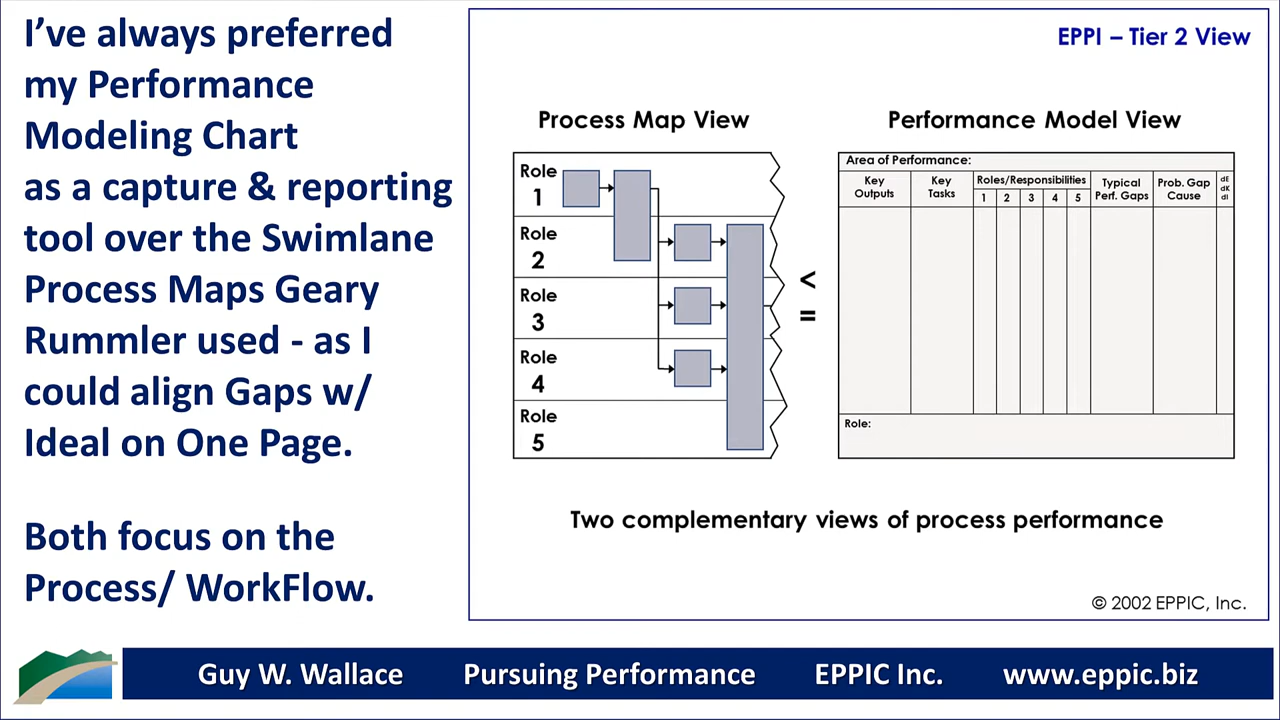 I've always preferred
my Performance
Modeling Chart
as a capture & reporting
tool over the Swimlane
Process Maps Geary
Rummler used - as I
could align Gaps w/
Ideal on One Page.
Both focus on the
Process/ WorkFlow.
EPPI – Tier 2 View
Process Map View
Role
1
Role
2
Role
3
Role
4
Role
5
<
=
Performance Model View
Area of Performance:
Key
Outputs
Key
Tasks
Roles/Responsibilities
1 2 3 4 5
Typical
Perf. Gaps
Prob. Gap
Cause
dE
dK
dI
Role:
Two complementary views of process performance
© 2002 EPPIC, Inc.
Guy W. Wallace Pursuing Performance EPPIC Inc. www.eppic.biz